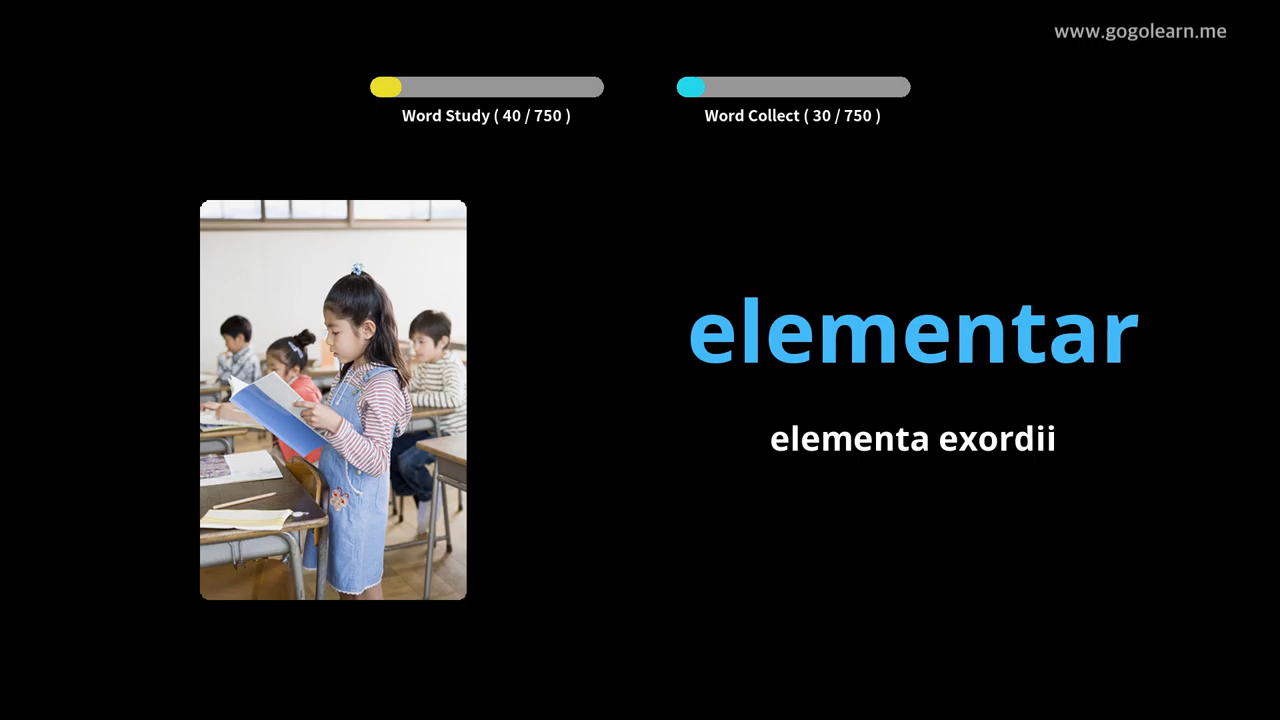 www.gogolearn.me
Word Study ( 40 / 750 )
Word Collect ( 30 / 750 )
elementar
elementa exordii